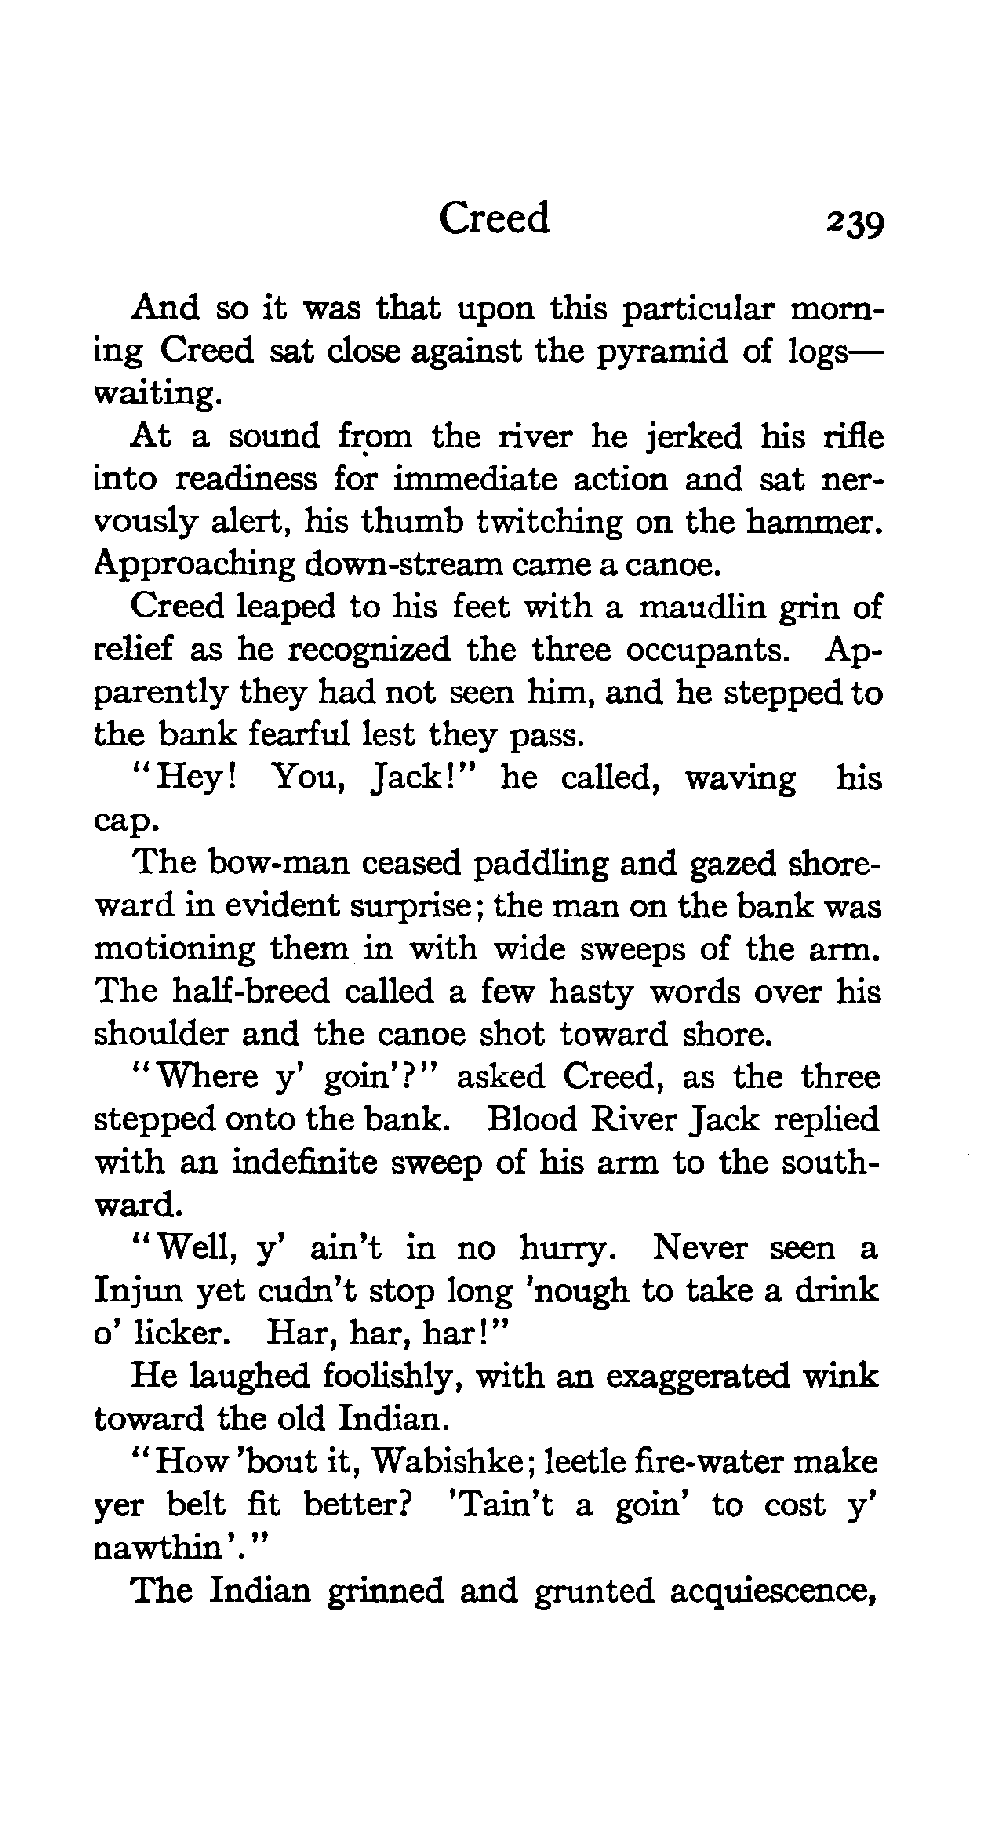 Creed 239
And so it was that upon this particular morn-
ing Creed sat close against the pyramid of logs—
waiting.
At a sound from the river he jerked his rifle
into readiness for immediate action and sat ner-
vously alert, his thumb twitching on the hammer.
Approaching down-stream came a canoe.
Creed leaped to his feet with a maudlin grin of
relief as he recognized the three occupants. Ap-
parently they had not seen him, and he stepped to
the bank fearful lest they pass.
"Hey! You, Jack!" he called, waving his
cap.
The bow-man ceased paddling and gazed shore-
ward in evident surprise; the man on the bank was
motioning them in with wide sweeps of the arm.
The half-breed called a few hasty words over his
shoulder and the canoe shot toward shore.
"Where y' goin'?" asked Creed, as the three
stepped onto the bank. Blood River Jack replied
with an indefinite sweep of his arm to the south-
ward.
"Well, y' ain't in no hurry. Never seen a
Injun yet cudn't stop long 'nough to take a drink
o' licker. Har, har, har!"
He laughed foolishly, with an exaggerated wink
toward the old Indian.
"How 'bout it, Wabishke; leetle fire-water make
yer belt fit better? 'Tain't a goin' to cost y'
nawthin'."
The Indian grinned and grunted acquiescence,